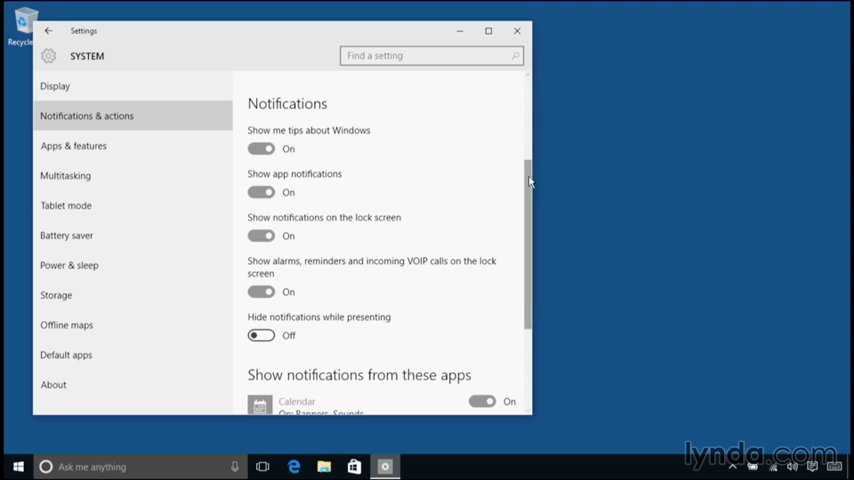 Recycle
Settings
SYSTEM
Find a setting
Display
Notifications & actions
Apps & features
Multitasking
Tablet mode
Battery saver
Power & sleep
Storage
Offline maps
Default apps
About
Notifications
Show me tips about Windows
On
Show app notifications
On
Show notifications on the lock screen
On
Show alarms, reminders and incoming VOIP calls on the lock
screen
On
Hide notifications while presenting
Off
Show notifications from these apps
Calendar
On: Banners, Sounds
On
Ask me anything
lynda.com